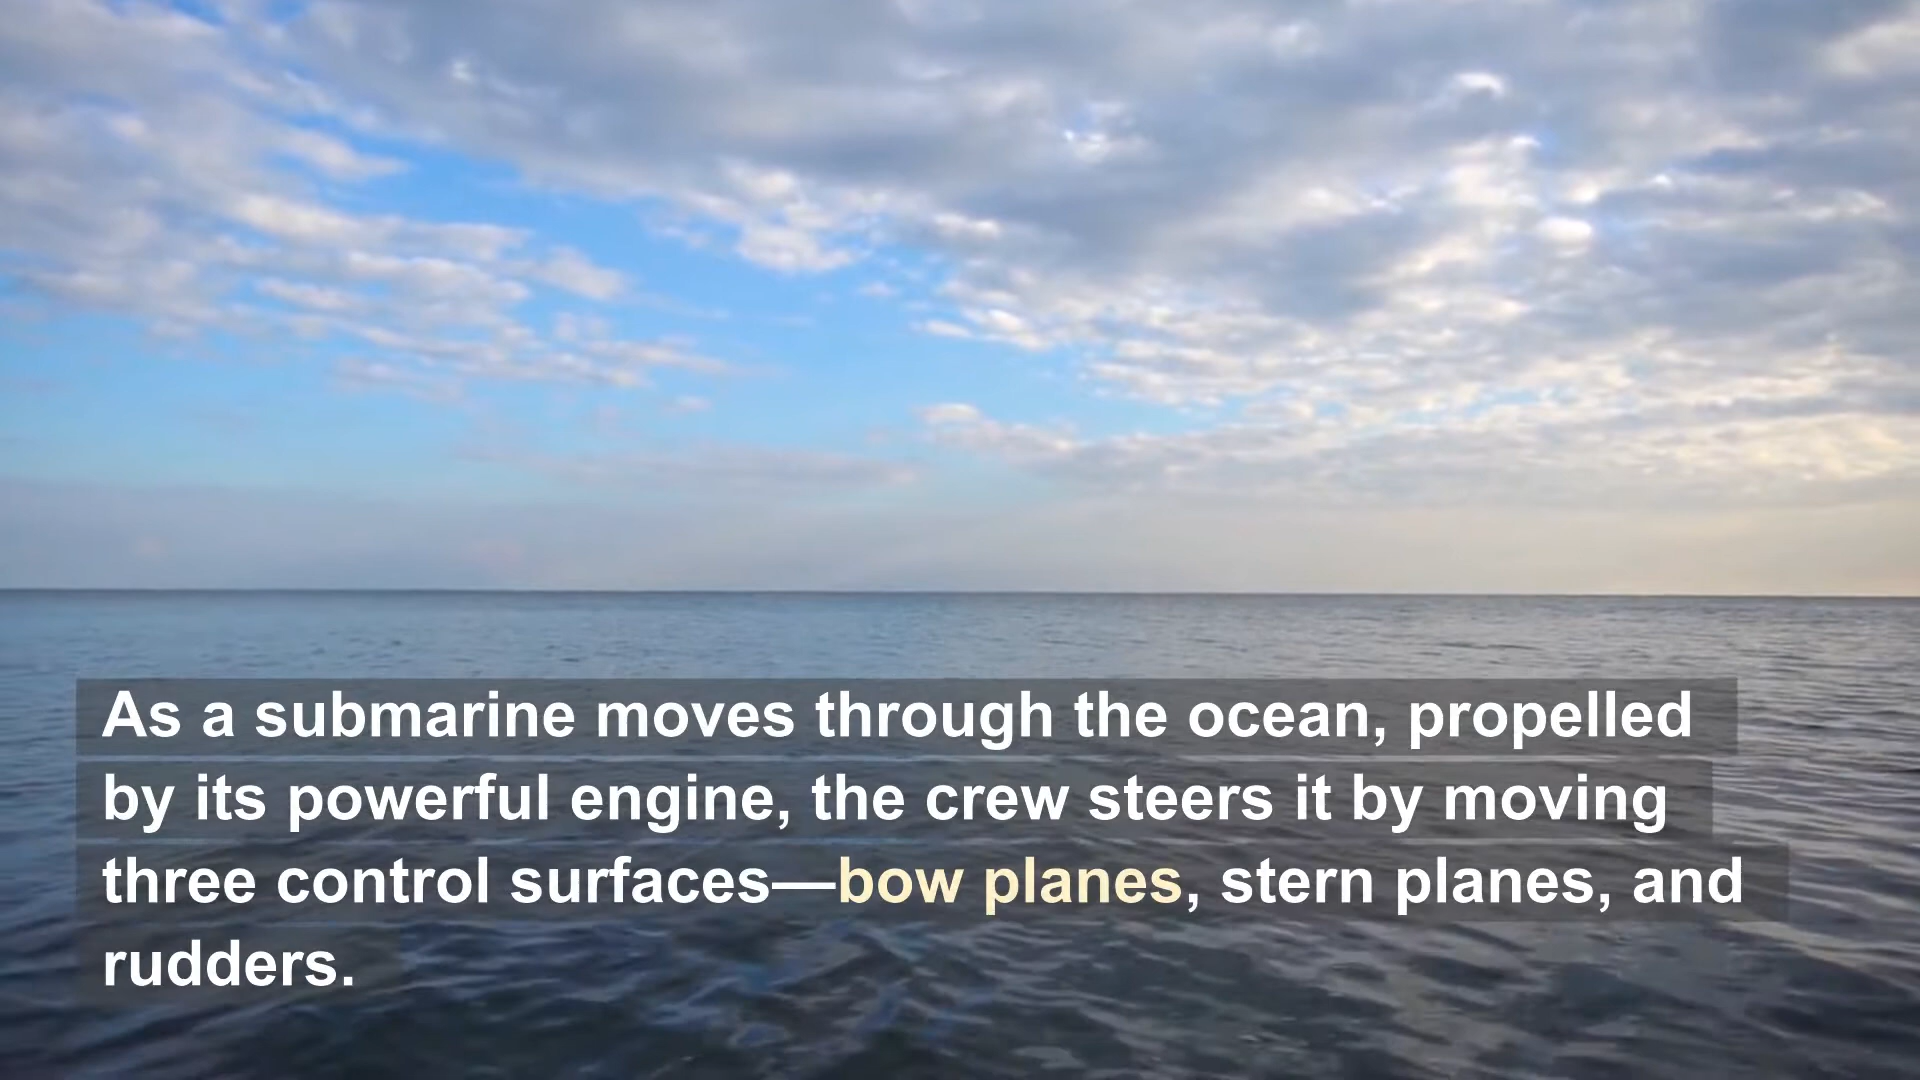 As a submarine moves through the ocean, propelled
by its powerful engine, the crew steers it by moving
three control surfaces—bow planes, stern planes, and
rudders.